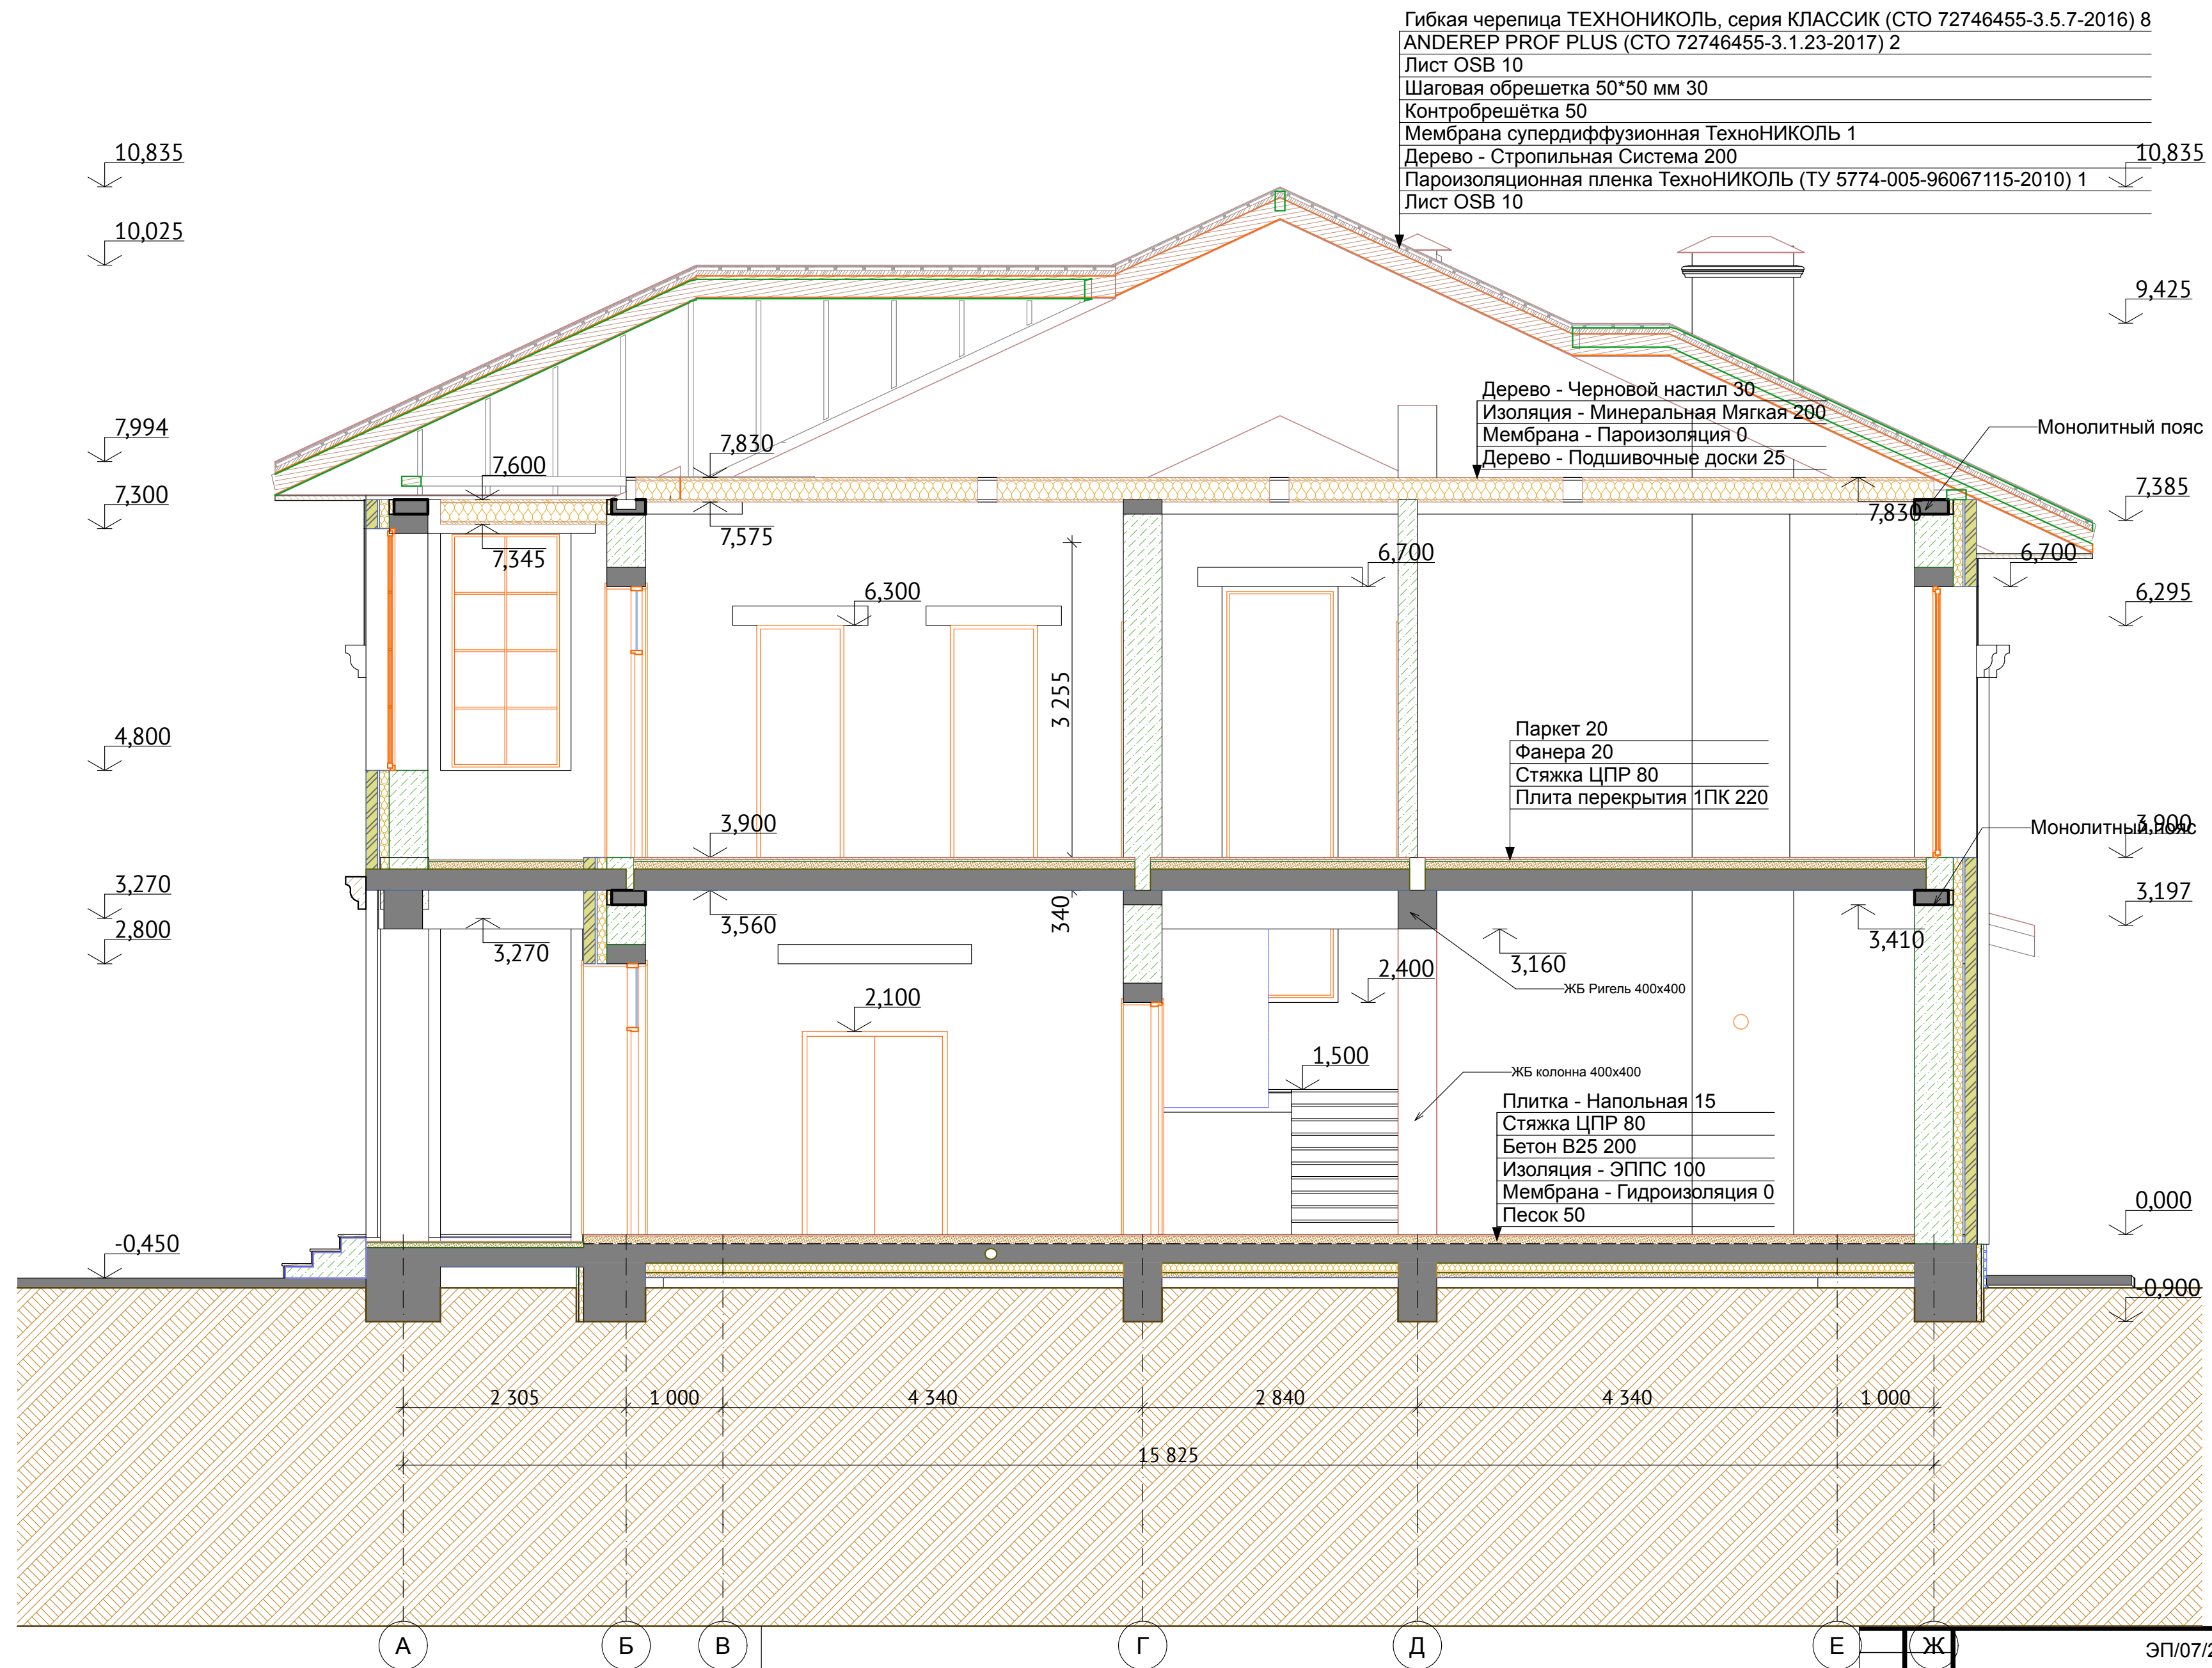 Гибкая черепица ТЕХНОНИКОЛЬ, серия КЛАССИК (СТО 72746455-3.5.7-2016) 8
ANDEREP PROF PLUS (СТО 72746455-3.1.23-2017) 2
Лист OSB 10
Шаговая обрешетка 50*50 мм 30
Контробрешётка 50
Мембрана супердиффузионная ТехноНИКОЛЬ 1
Дерево - Стропильная Система 200
Пароизоляционная пленка ТехноНИКОЛЬ (ТУ 5774-005-96067115-2010) 1
Лист OSB 10
10,835
10,835
10,025
9,425
Дерево - Черновой настил 30
Изоляция - Минеральная Мягкая 200
Мембрана - Пароизоляция 0
Дерево - Подшивочные доски 25
7,994
Монолитный пояс
7,830
7,600
7,300
7,385
7,830
7,575
7,345
6,700
6,700
6,300
6,295
3 255
4,800
Паркет 20
Фанера 20
Стяжка ЦПР 80
Плита перекрытия 1ПК 220
3,900
Монолитный пояс
3,900
3,270
3,197
340
3,560
2,800
3,270
3,160
3,410
2,400
ЖБ Ригель 400х400
2,100
1,500
ЖБ колонна 400х400
Плитка - Напольная 15
Стяжка ЦПР 80
Бетон В25 200
Изоляция - ЭППС 100
Мембрана - Гидроизоляция 0
Песок 50
0,000
-0,450
-0,900
2 305
1 000
4 340
2 840
4 340
1 000
15 825
А
Б
В
Г
Д
Е
Ж
ЭП/07/2